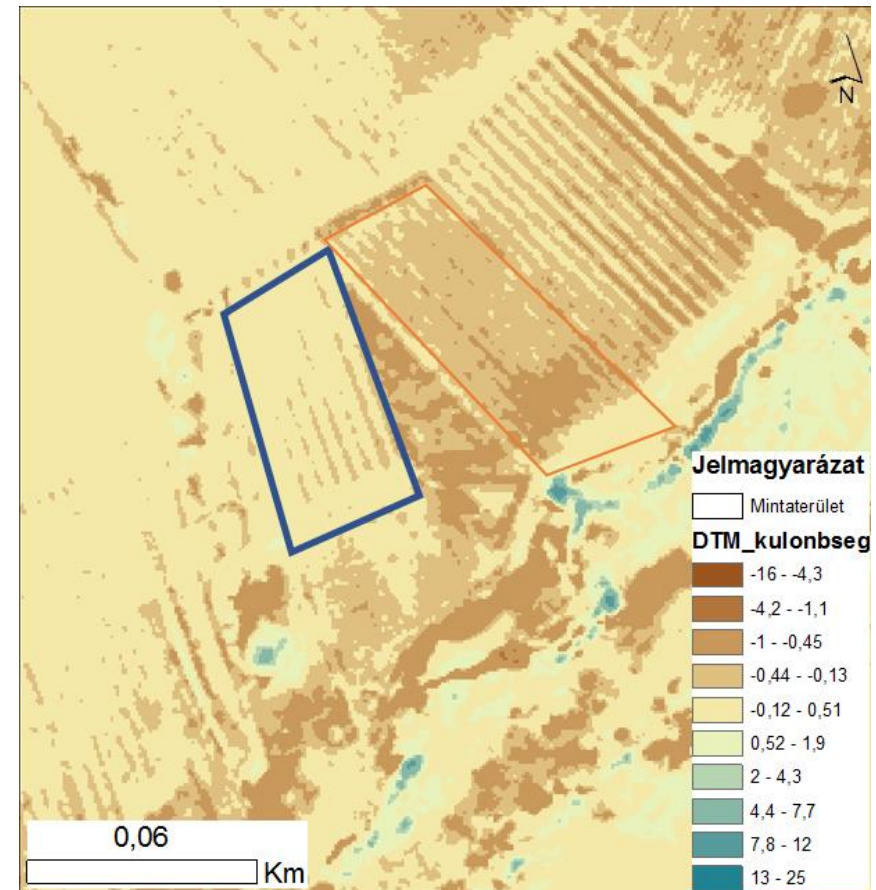 N
Jelmagyarázat
Mintaterület
DTM_kulonbseg
-16 - -4,3
-4,2 - -1,1
-1 - -0,45
-0,44 - -0,13
-0,12 - 0,51
0,52 - 1,9
2 - 4,3
4,4 - 7,7
7,8 - 12
13 - 25
0,06
Km